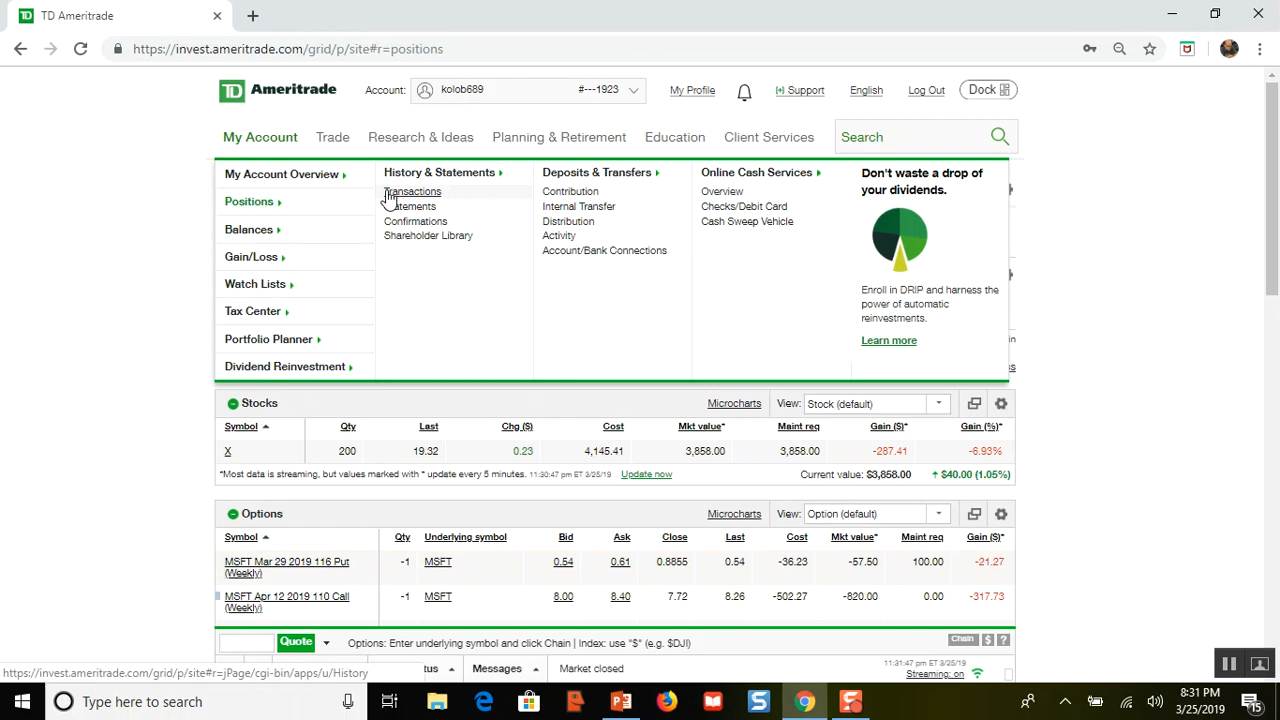 TD Ameritrade
https://invest.ameritrade.com/grid/p/site#r=positions
TD Ameritrade Account: kolob689 #---1923 My Profile Support English Log Out Dock
My Account Trade Research & Ideas Planning & Retirement Education Client Services Search
My Account Overview
Positions
Balances
Gain/Loss
Watch Lists
Tax Center
Portfolio Planner
Dividend Reinvestment
History & Statements
Transactions
Confirmations
Shareholder Library
Deposits & Transfers
Contribution
Internal Transfer
Distribution
Activity
Account/Bank Connections
Online Cash Services
Overview
Checks/Debit Card
Cash Sweep Vehicle
Don't waste a drop of
your dividends.
Enroll in DRIP and harness the
power of automatic
reinvestments.
Learn more
Stocks Microcharts View: Stock (default)
Symbol Qty Last Chg ($) Cost Mkt value* Maint req Gain ($)* Gain (%)*
X 200 19.32 0.23 4,145.41 3,858.00 3,858.00 -287.41 -6.93%
*Most data is streaming, but values marked with * update every 5 minutes. 11:30:47 pm ET 3/25/19 Update now Current value: $3,858.00 $40.00 (1.05%)
Options Microcharts View: Option (default)
Symbol Qty Underlying symbol Bid Ask Close Last Cost Mkt value* Maint req Gain ($)*
MSFT Mar 29 2019 116 Put -1 MSFT 0.54 0.61 0.8855 0.54 -36.23 -57.50 100.00 -21.27
(Weekly)
MSFT Apr 12 2019 110 Call -1 MSFT 8.00 8.40 7.72 8.26 -502.27 -820.00 0.00 -317.73
(Weekly)
Quote Options: Enter underlying symbol and click Chain | Index: use "$" (e.g. $DJI) Chain $ ?
Messages Market closed 11:31:47 pm ET 3/25/19
Streaming: on
https://invest.ameritrade.com/grid/p/site#r=jPage/cgi-bin/apps/u/History
Type here to search
8:31 PM
3/25/2019
15